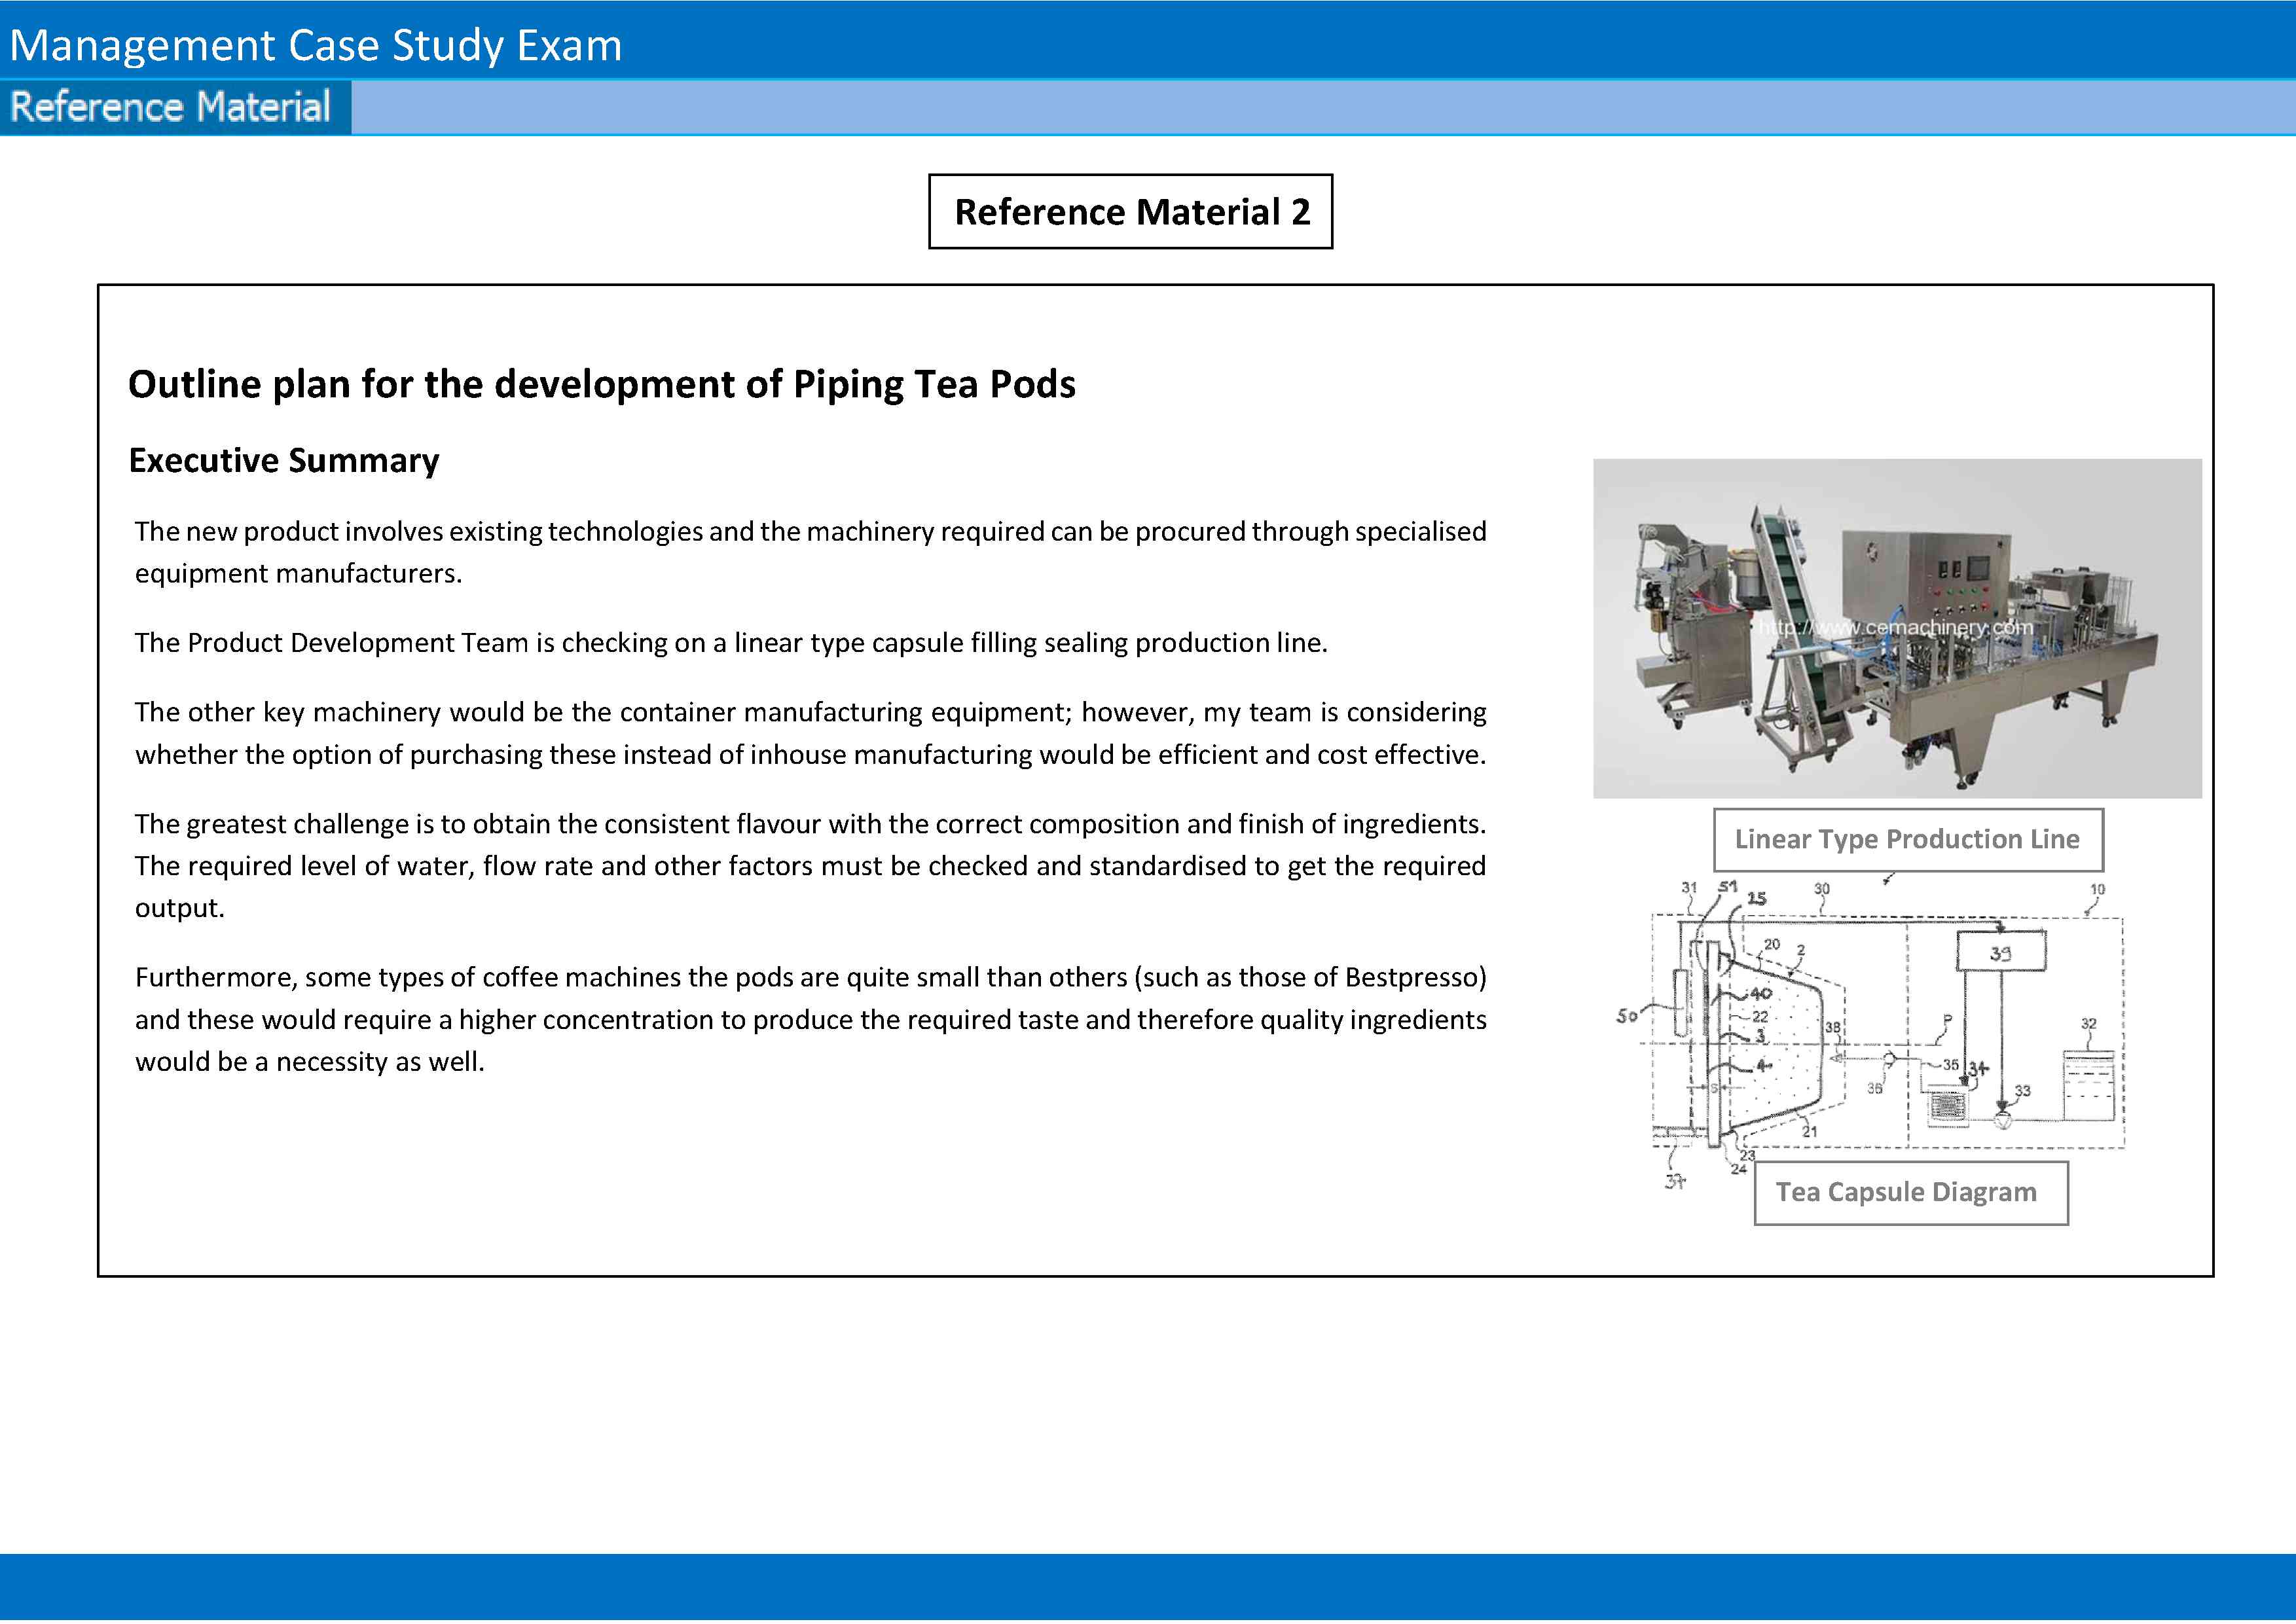 Management Case Study Exam
Reference Material
Reference Material 2
Outline plan for the development of Piping Tea Pods
Executive Summary
The new product involves existing technologies and the machinery required can be procured through specialised
equipment manufacturers.
The Product Development Team is checking on a linear type capsule filling sealing production line.
The other key machinery would be the container manufacturing equipment; however, my team is considering
whether the option of purchasing these instead of inhouse manufacturing would be efficient and cost effective.
The greatest challenge is to obtain the consistent flavour with the correct composition and finish of ingredients.
The required level of water, flow rate and other factors must be checked and standardised to get the required
output.
Furthermore, some types of coffee machines the pods are quite small than others (such as those of Bestpresso)
and these would require a higher concentration to produce the required taste and therefore quality ingredients
would be a necessity as well.
http://www.cemachinery.com
Linear Type Production Line
31 51 30 10
15
20 2
39
40
50
22
38 P 32
3
4 35 34
S 36 33
21
23
24
37
Tea Capsule Diagram